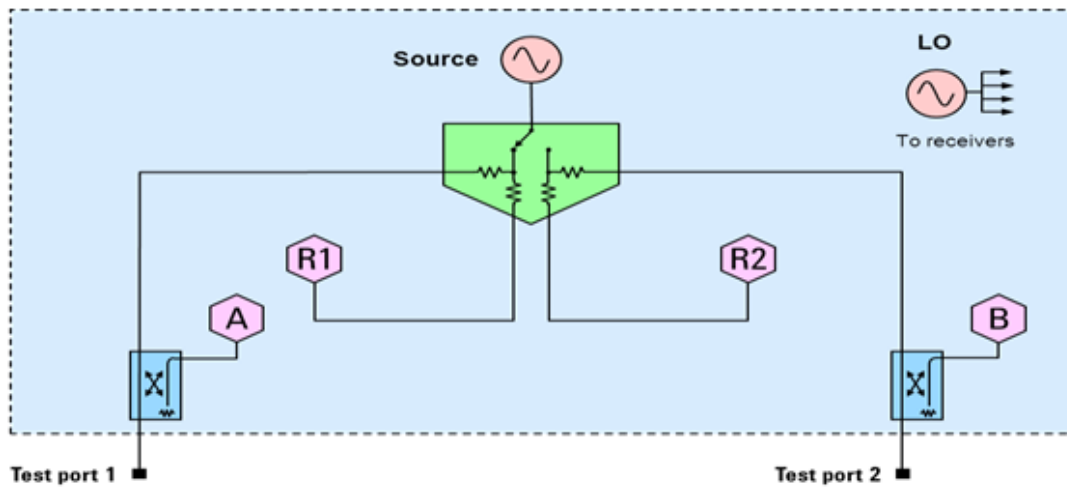 LO
Source
To receivers
R1
R2
A
B
Test port 1
Test port 2